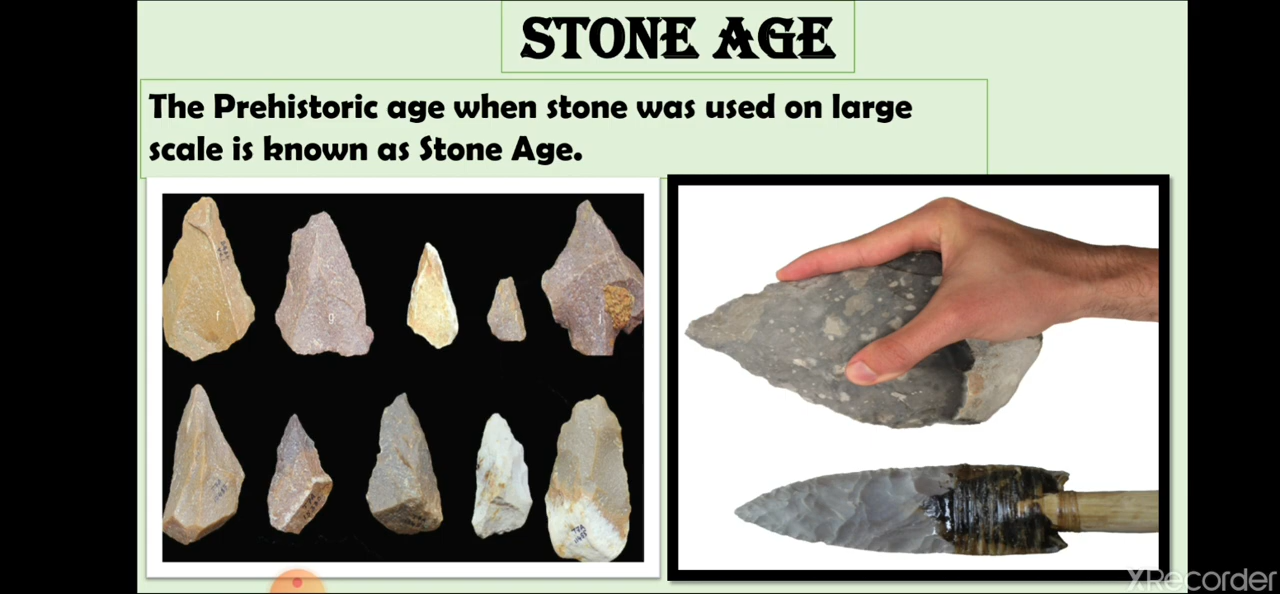 STONE AGE
The Prehistoric age when stone was used on large
scale is known as Stone Age.
g
XRecorder